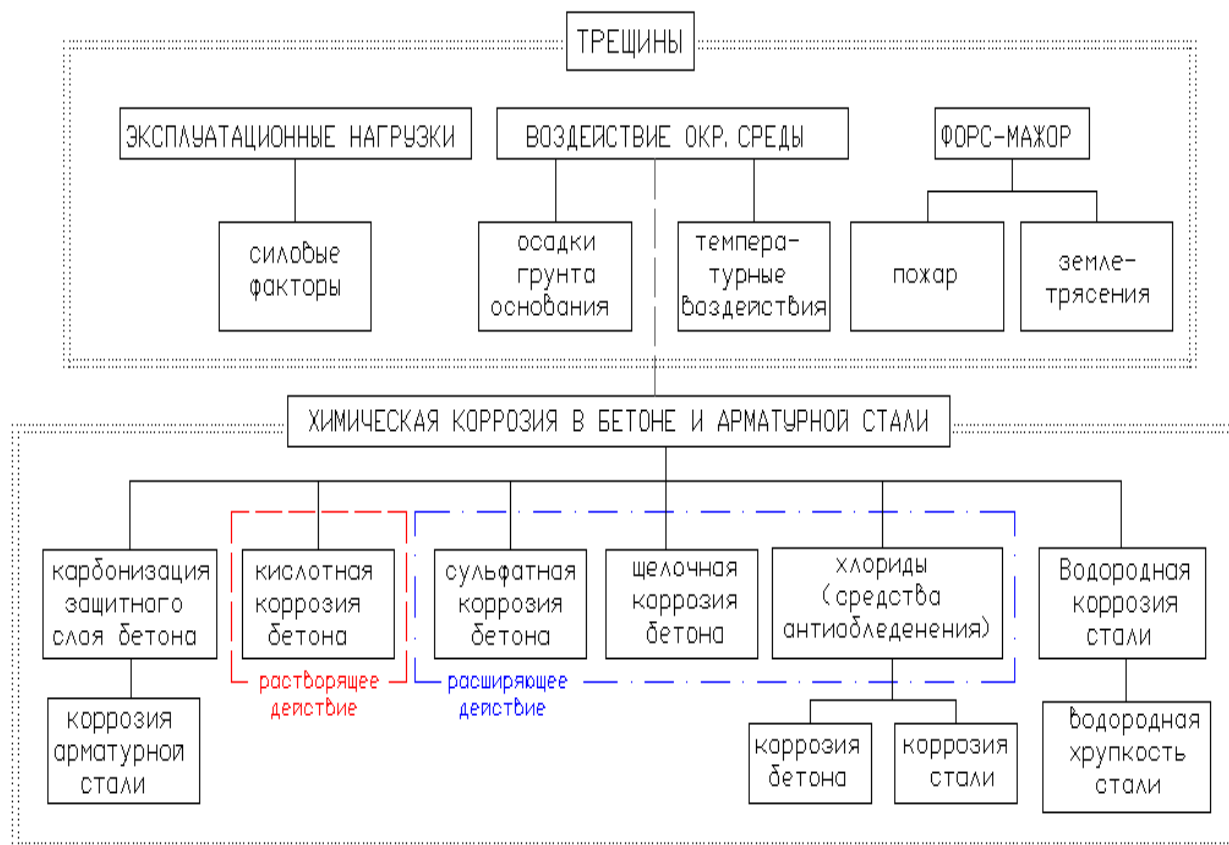 ТРЕЩИНЫ
ЭКСПЛУАТАЦИОННЫЕ НАГРУЗКИ
ВОЗДЕЙСТВИЕ ОКР. СРЕДЫ
ФОРС-МАЖОР
силовые
факторы
осадки
грунта
основания
темпера-
турные
воздействия
пожар
земле-
трясения
ХИМИЧЕСКАЯ КОРРОЗИЯ В БЕТОНЕ И АРМАТУРНОЙ СТАЛИ
карбонизация
защитного
слая бетона
кислотная
коррозия
бетона
сульфатная
коррозия
бетона
щелочная
коррозия
бетона
хлориды
(средства
антиобледенения)
Водородная
коррозия
стали
растворящее
действие
расширяющее
действие
коррозия
арматурной
стали
коррозия
бетона
коррозия
стали
водородная
хрупкость
стали